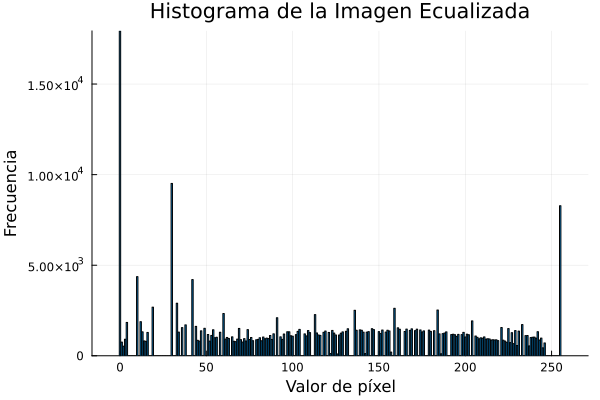 Histograma de la Imagen Ecualizada
Frecuencia
1.50×10⁴
1.00×10⁴
5.00×10³
0
0 50 100 150 200 250
Valor de píxel